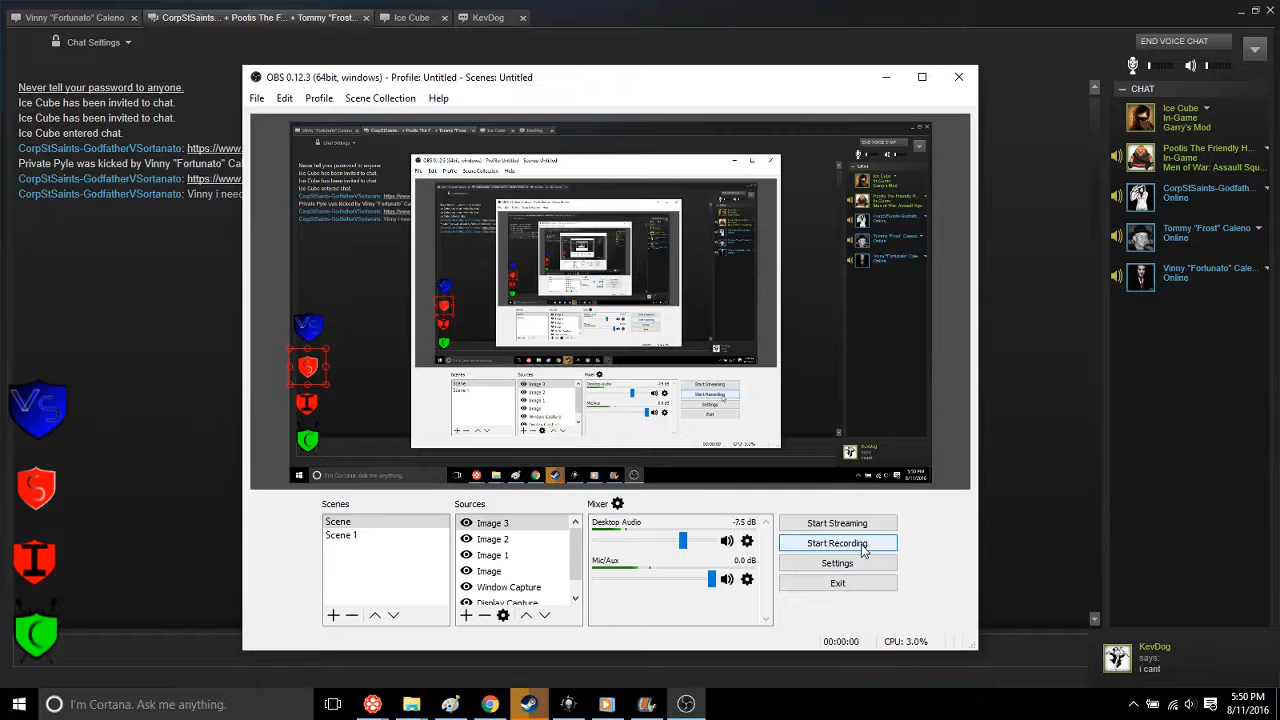 Vinny "Fortunato" Caleno
CorpStSaints... + Poolis The F... + Tommy "Frost...
Ice Cube
KevDog
Chat Settings
END VOICE CHAT
Never tell your password to anyone.
Ice Cube has been invited to chat.
Ice Cube has been invited to chat.
Ice Cube entered chat.
CorpStSaints-GodfatherVSortanato: https://www.
Private Pyle was kicked by Vinny "Fortunato" Cal
CorpStSaints-GodfatherVSortanato: https://www.
CorpStSaints-GodfatherVSortanato: Vinny i need
CHAT
Ice Cube
In-Game
Garry's Mod
Poolis The Friendly H...
In-Game
Men of War: Assault Squ...
CorpStSaints-Godfath...
Online
Tommy "Frost" Calen...
Online
Vinny "Fortunato" Cale...
Online
KevDog
says:
i cant
OBS 0.12.3 (64bit, windows) - Profile: Untitled - Scenes: Untitled
File Edit Profile Scene Collection Help
VS
S
I
C
Scenes
Scene
Scene 1
Sources
Image 3
Image 2
Image 1
Image
Window Capture
Display Capture
Mixer
Desktop Audio -7.5 dB
Mic/Aux 0.0 dB
Start Streaming
Start Recording
Settings
Exit
00:00:00 CPU: 3.0%
I'm Cortana. Ask me anything.
5:50 PM
8/11/2016